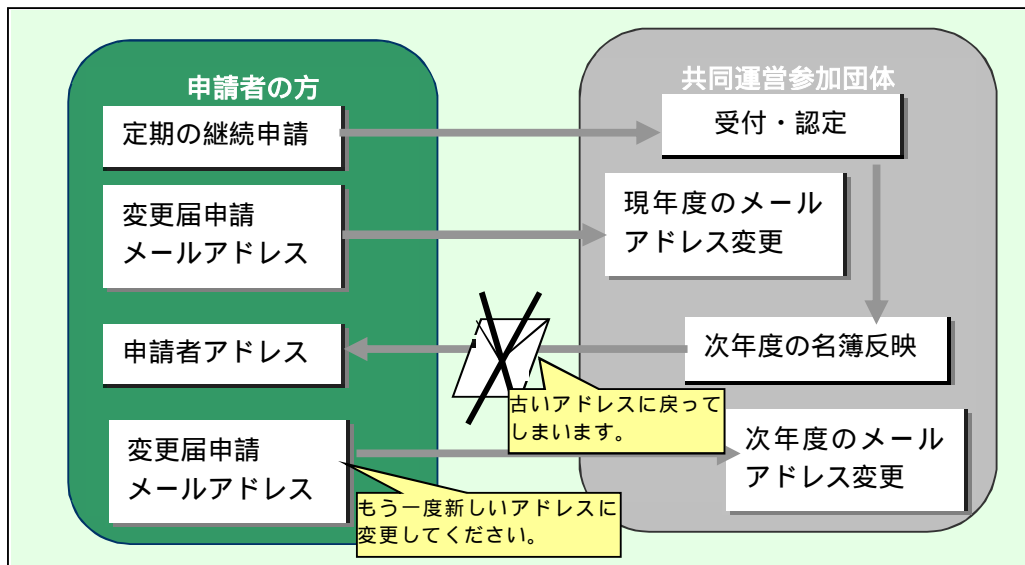 申請者の方
共同運営参加団体
定期の継続申請
受付・認定
変更届申請
メールアドレス
現年度のメール
アドレス変更
申請者アドレス
次年度の名簿反映
古いアドレスに戻って
しまいます。
変更届申請
メールアドレス
次年度のメール
アドレス変更
もう一度新しいアドレスに
変更してください。